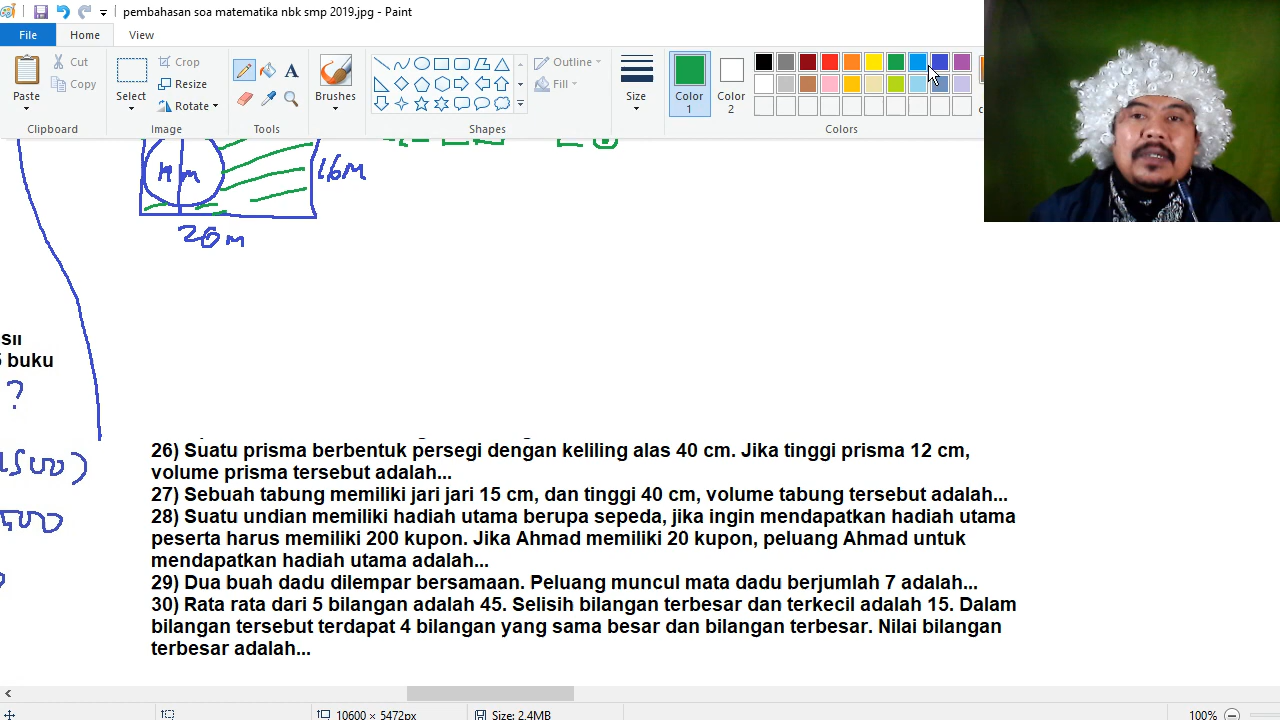 pembahasan soa matematika nbk smp 2019.jpg - Paint
File
Home
View
Paste
Cut
Copy
Clipboard
Select
Crop
Resize
Rotate
Image
Tools
Brushes
Shapes
Outline
Fill
Size
Color 1
Color 2
Colors
16M
20m
sii
5 buku
?
1500)
500
26) Suatu prisma berbentuk persegi dengan keliling alas 40 cm. Jika tinggi prisma 12 cm,
volume prisma tersebut adalah...
27) Sebuah tabung memiliki jari jari 15 cm, dan tinggi 40 cm, volume tabung tersebut adalah...
28) Suatu undian memiliki hadiah utama berupa sepeda, jika ingin mendapatkan hadiah utama
peserta harus memiliki 200 kupon. Jika Ahmad memiliki 20 kupon, peluang Ahmad untuk
mendapatkan hadiah utama adalah...
29) Dua buah dadu dilempar bersamaan. Peluang muncul mata dadu berjumlah 7 adalah...
30) Rata rata dari 5 bilangan adalah 45. Selisih bilangan terbesar dan terkecil adalah 15. Dalam
bilangan tersebut terdapat 4 bilangan yang sama besar dan bilangan terbesar. Nilai bilangan
terbesar adalah...
10600 × 5472px
Size: 2.4MB
100%